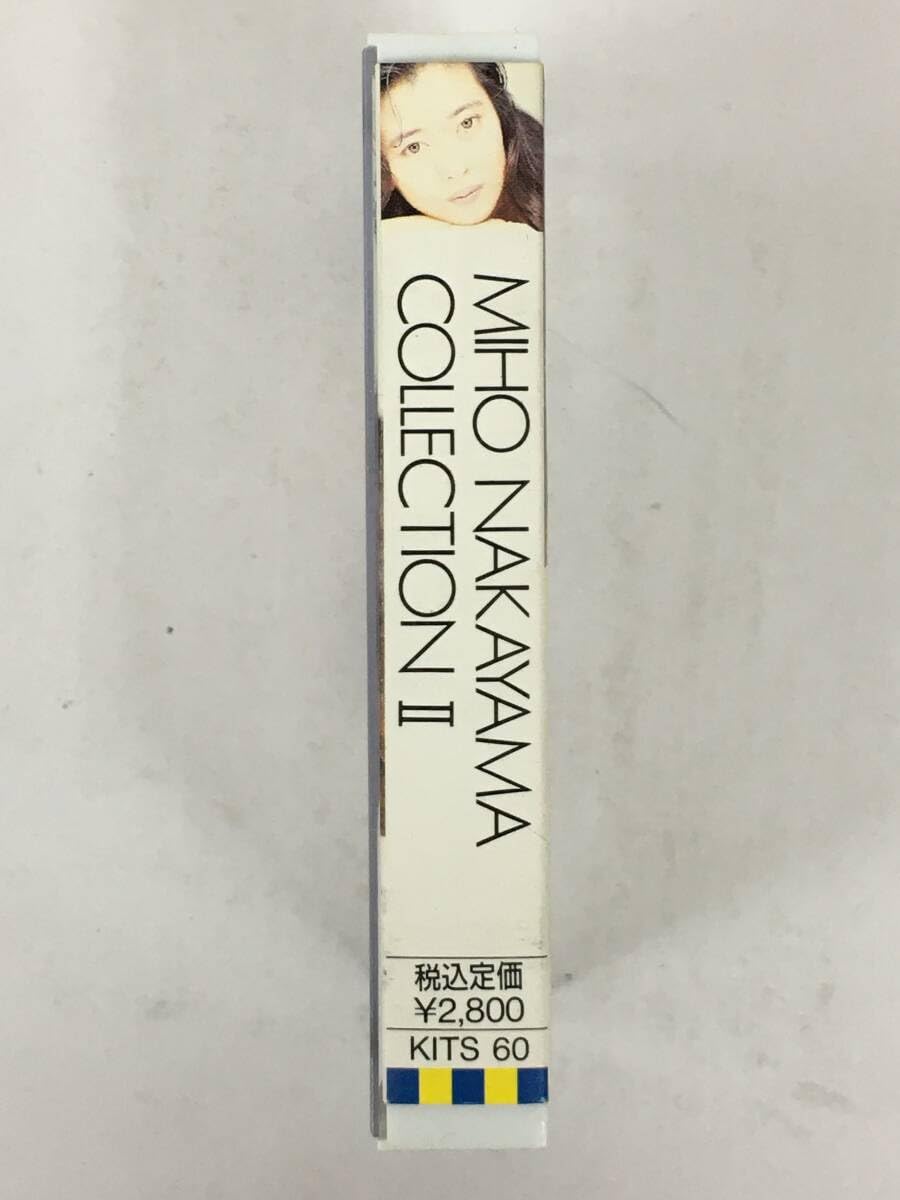 MIHO NAKAYAMA
COLLECTION II
税込定価
¥2,800
KITS 60